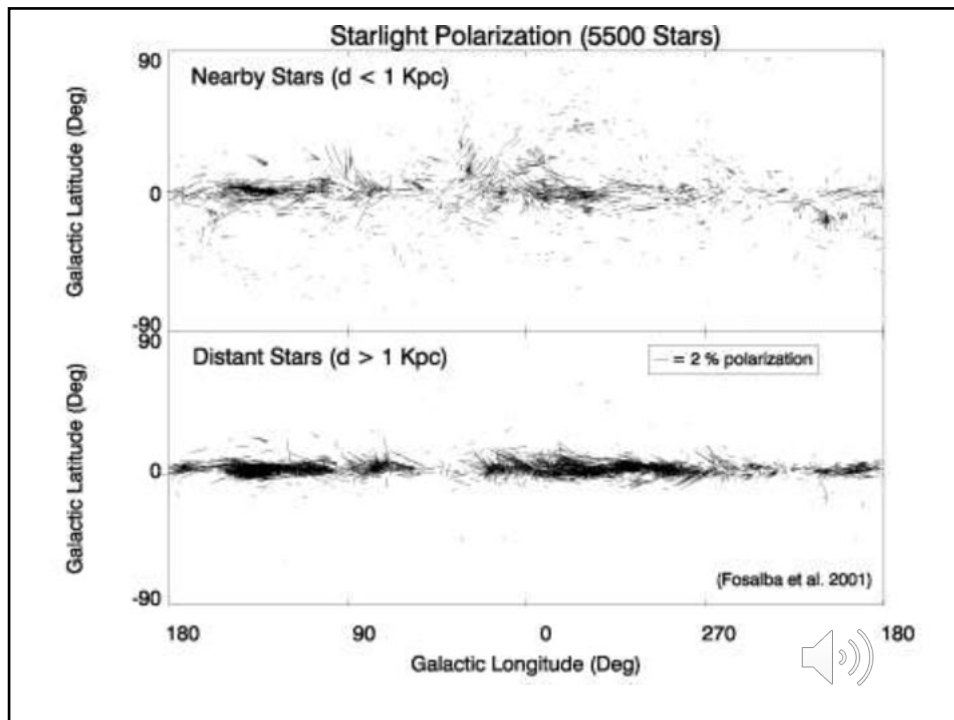 Starlight Polarization (5500 Stars)
90
Nearby Stars (d < 1 Kpc)
Galactic Latitude (Deg)
0
-90
90
Distant Stars (d > 1 Kpc)
= 2 % polarization
Galactic Latitude (Deg)
0
(Fosalba et al. 2001)
-90
180 90 0 270 180
Galactic Longitude (Deg)